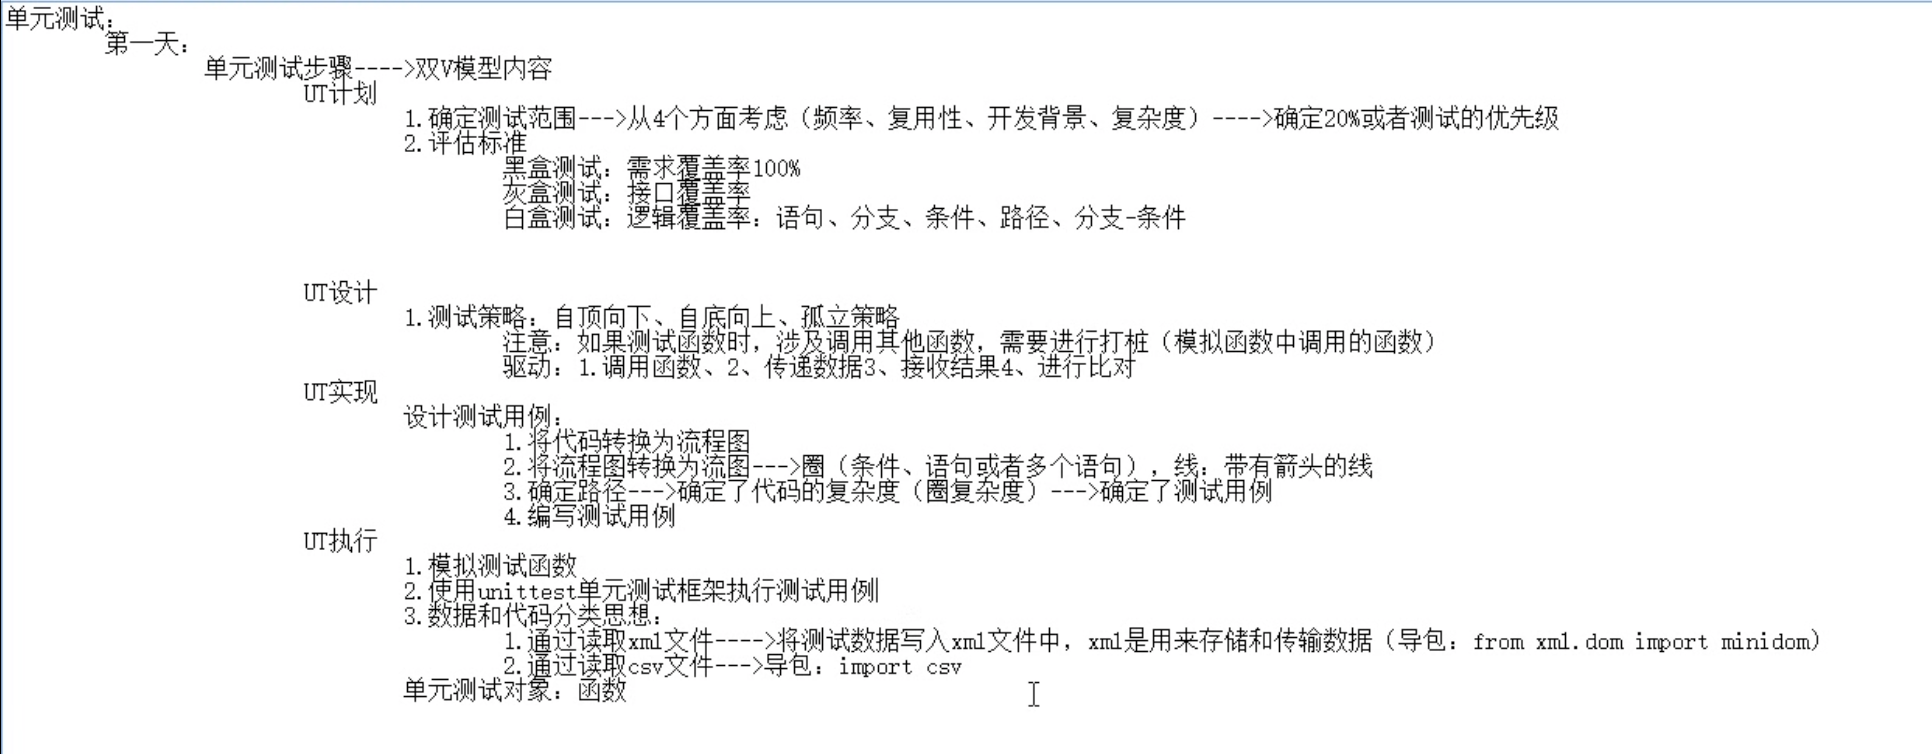 单元测试：
第一天：
单元测试步骤---->双V模型内容
UT计划
1.确定测试范围--->从4个方面考虑（频率、复用性、开发背景、复杂度）---->确定20%或者测试的优先级
2.评估标准
黑盒测试：需求覆盖率100%
灰盒测试：接口覆盖率
白盒测试：逻辑覆盖率：语句、分支、条件、路径、分支-条件
UT设计
1.测试策略：自顶向下、自底向上、孤立策略
注意：如果测试函数时，涉及调用其他函数，需要进行打桩（模拟函数中调用的函数）
驱动：1.调用函数、2、传递数据3、接收结果4、进行比对
UT实现
设计测试用例：
1.将代码转换为流程图
2.将流程图转换为流图--->圈（条件、语句或者多个语句），线：带有箭头的线
3.确定路径--->确定了代码的复杂度（圈复杂度）--->确定了测试用例
4.编写测试用例
UT执行
1.模拟测试函数
2.使用unittest单元测试框架执行测试用例
3.数据和代码分类思想：
1.通过读取xml文件---->将测试数据写入xml文件中，xml是用来存储和传输数据（导包：from xml.dom import minidom）
2.通过读取csv文件--->导包：import csv
单元测试对象：函数